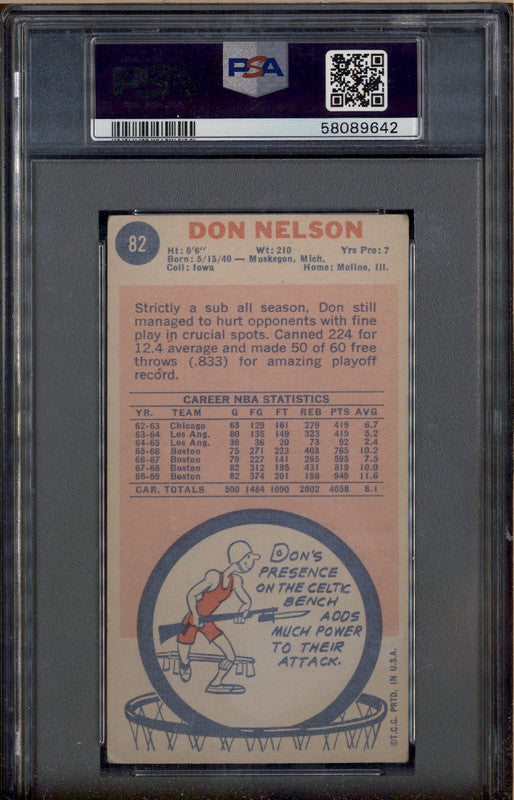 PSA
58089642
82
DON NELSON
Ht: 6'6" Wt: 210 Yrs Pro: 7
Born: 5/15/40 — Muskegon, Mich.
Coll: Iowa Home: Moline, Ill.
Strictly a sub all season, Don still
managed to hurt opponents with fine
play in crucial spots. Canned 224 for
12.4 average and made 50 of 60 free
throws (.833) for amazing playoff
record.
CAREER NBA STATISTICS
YR. TEAM G FG FT REB PTS AVG
62-63 Chicago 63 129 161 279 419 6.7
63-64 Los Ang. 80 135 149 323 419 5.2
64-65 Los Ang. 39 36 20 73 92 2.4
65-66 Boston 75 271 223 403 765 10.2
66-67 Boston 79 227 141 295 595 7.5
67-68 Boston 82 312 195 431 819 10.0
68-69 Boston 82 374 201 198 949 11.6
CAR. TOTALS 500 1484 1090 2002 4058 8.1
DON'S
PRESENCE
ON THE CELTIC
BENCH
ADDS
MUCH POWER
TO THEIR
ATTACK.
©T.C.G. PRTD. IN U.S.A.